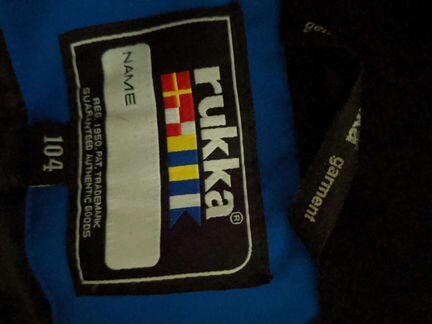 rukka®
NAME
REG. 1950, PAT. TRADEMARK
GUARANTEED AUTHENTIC GOODS
104
garment